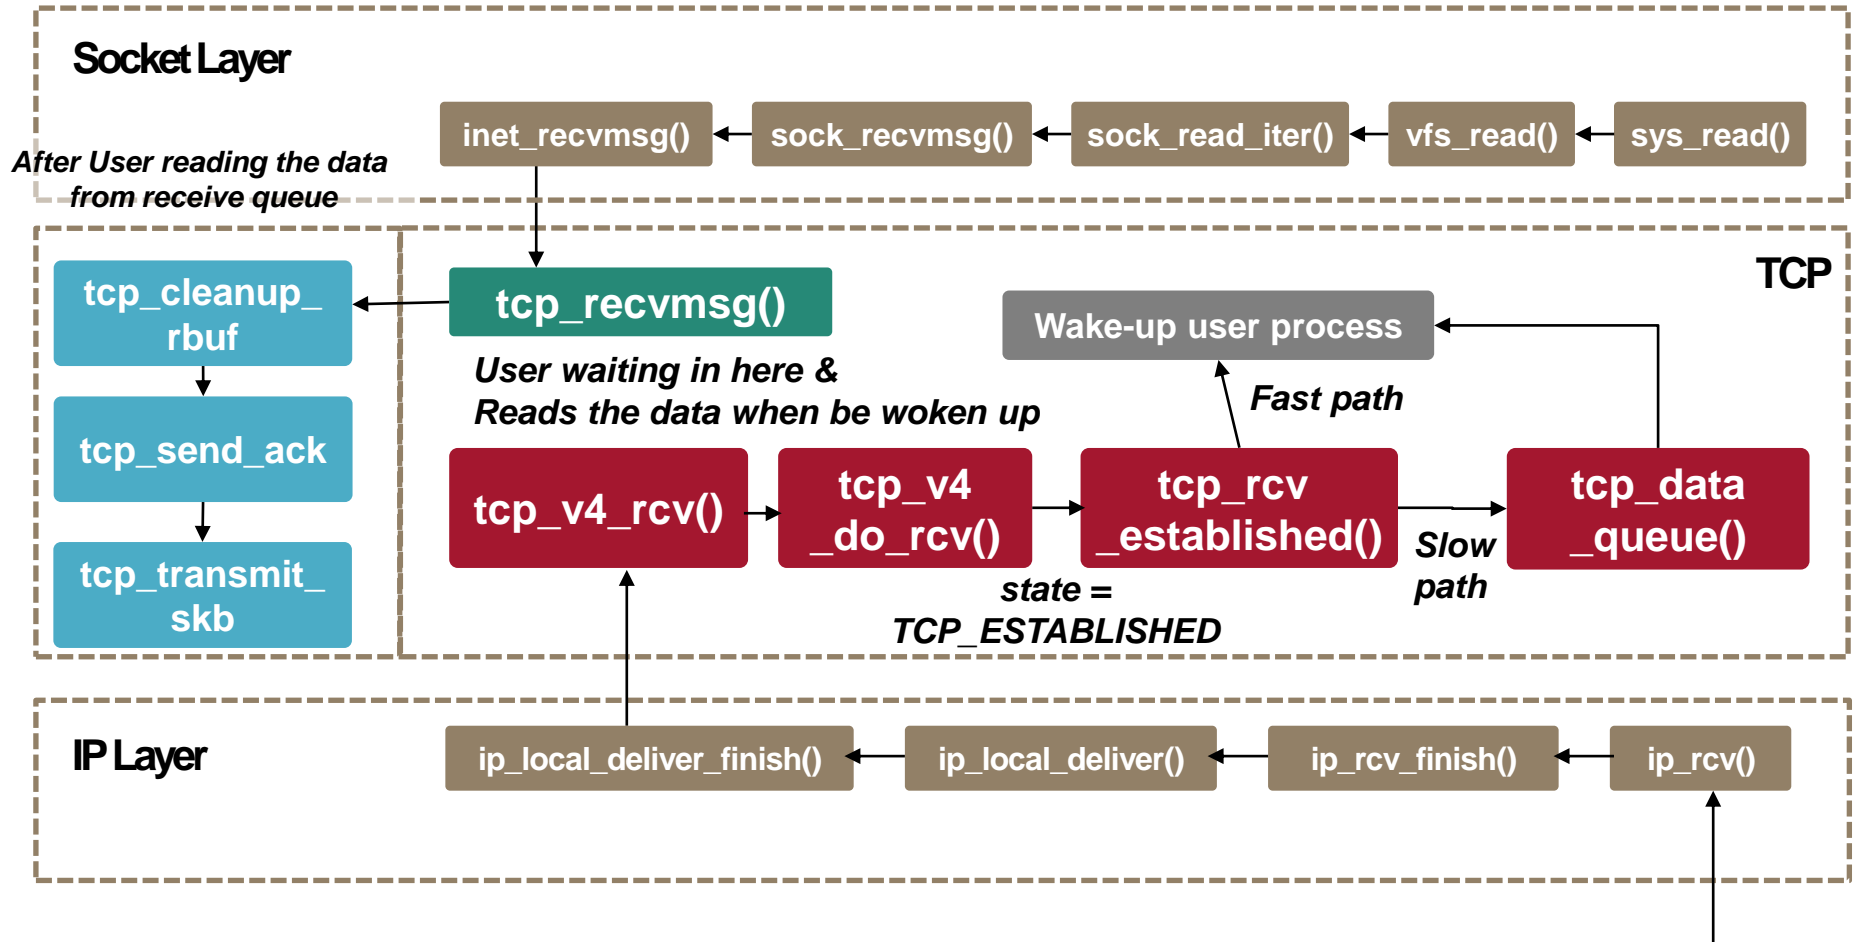 Socket Layer
inet_recvmsg()
sock_recvmsg()
sock_read_iter()
vfs_read()
sys_read()
After User reading the data
from receive queue
TCP
tcp_cleanup_
rbuf
tcp_recvmsg()
Wake-up user process
User waiting in here &
Reads the data when be woken up
Fast path
tcp_send_ack
tcp_v4_rcv()
tcp_v4
_do_rcv()
tcp_rcv
_established()
tcp_data
_queue()
Slow
path
state =
TCP_ESTABLISHED
tcp_transmit_
skb
IP Layer
ip_local_deliver_finish()
ip_local_deliver()
ip_rcv_finish()
ip_rcv()